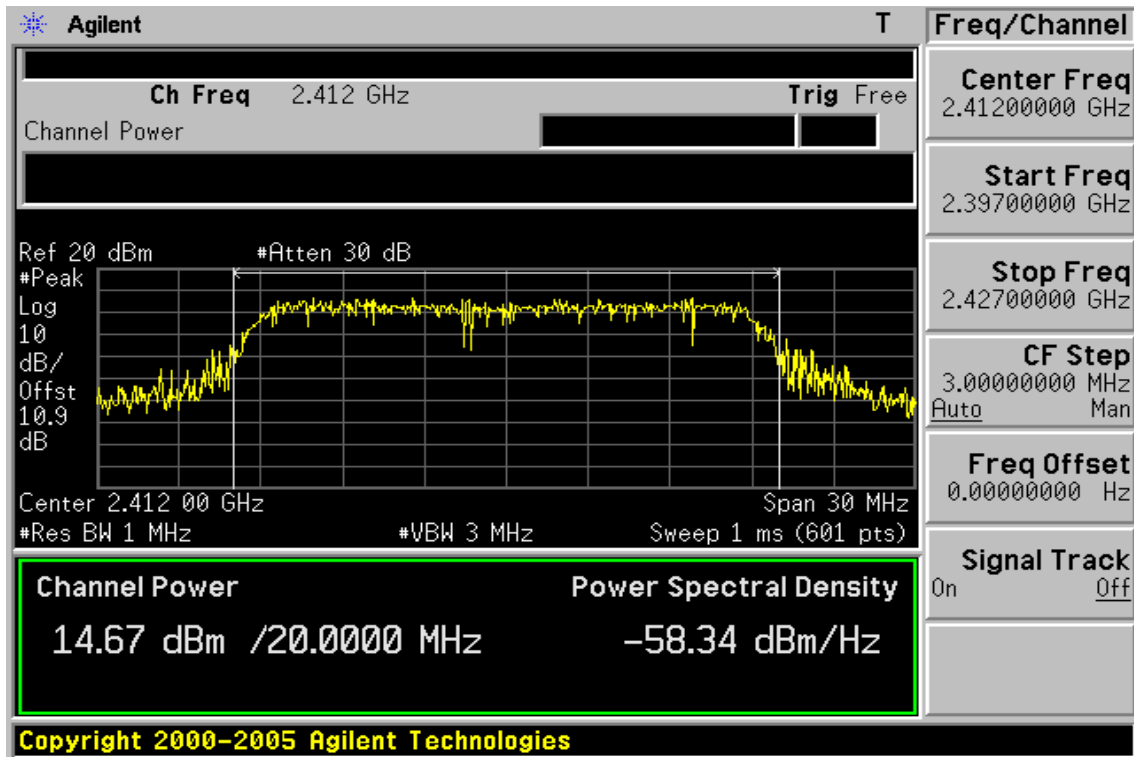 Agilent T
Ch Freq 2.412 GHz Trig Free
Channel Power
Ref 20 dBm #Atten 30 dB
#Peak
Log
10
dB/
Offst
10.9
dB
Center 2.412 00 GHz Span 30 MHz
#Res BW 1 MHz #VBW 3 MHz Sweep 1 ms (601 pts)
Channel Power Power Spectral Density
14.67 dBm /20.0000 MHz -58.34 dBm/Hz
Copyright 2000-2005 Agilent Technologies
Freq/Channel
Center Freq
2.41200000 GHz
Start Freq
2.39700000 GHz
Stop Freq
2.42700000 GHz
CF Step
3.00000000 MHz
Auto Man
Freq Offset
0.00000000 Hz
Signal Track
On Off